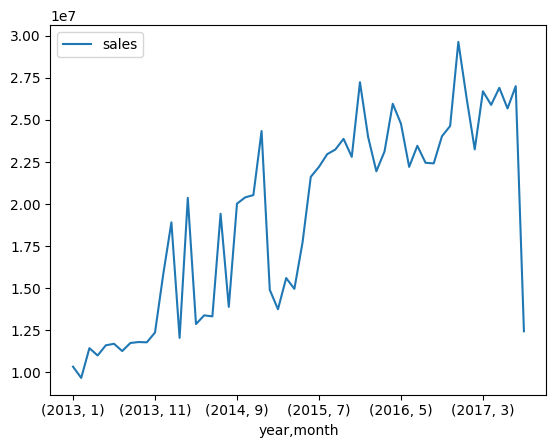 1e7
sales
3.00
2.75
2.50
2.25
2.00
1.75
1.50
1.25
1.00
(2013, 1) (2013, 11) (2014, 9) (2015, 7) (2016, 5) (2017, 3)
year,month